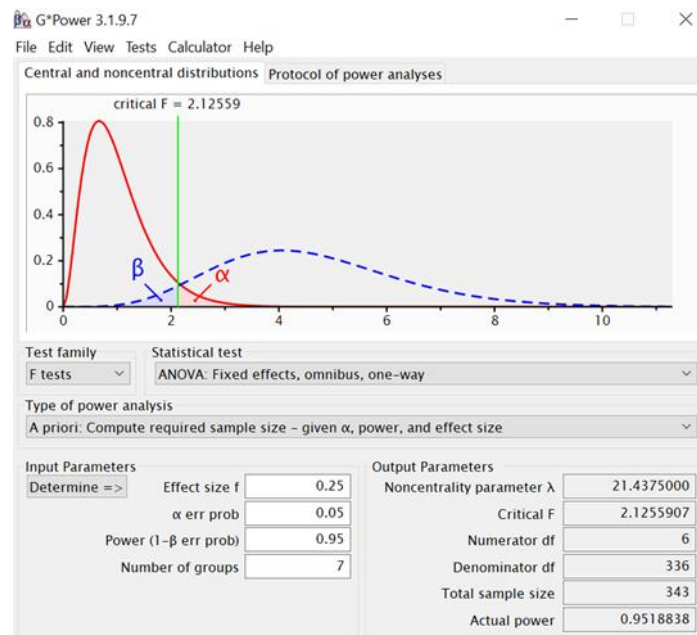 βα G*Power 3.1.9.7
File Edit View Tests Calculator Help
Central and noncentral distributions Protocol of power analyses
critical F = 2.12559
0.8
0.6
0.4
0.2
0
β
α
0 2 4 6 8 10
Test family Statistical test
F tests ANOVA: Fixed effects, omnibus, one-way
Type of power analysis
A priori: Compute required sample size – given α, power, and effect size
Input Parameters Output Parameters
Determine => Effect size f 0.25 Noncentrality parameter λ 21.4375000
α err prob 0.05 Critical F 2.1255907
Power (1-β err prob) 0.95 Numerator df 6
Number of groups 7 Denominator df 336
Total sample size 343
Actual power 0.9518838